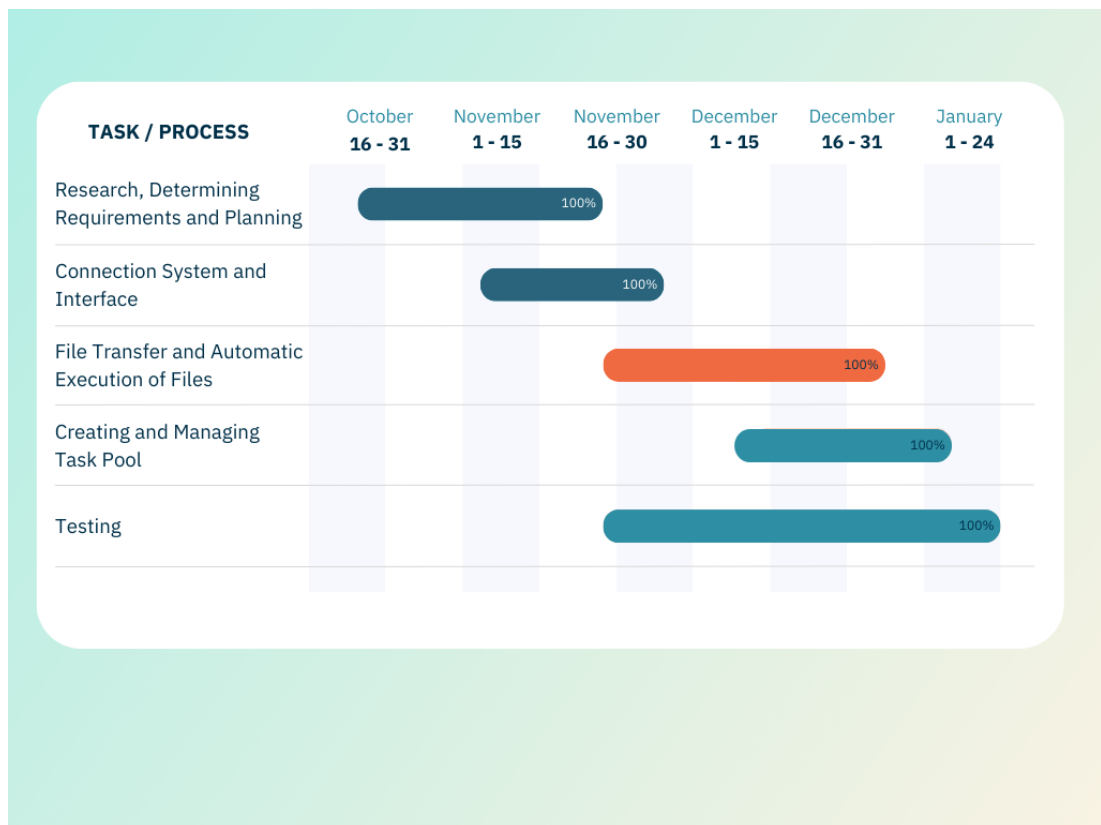 TASK / PROCESS
October
16 - 31
November
1 - 15
November
16 - 30
December
1 - 15
December
16 - 31
January
1 - 24
Research, Determining
Requirements and Planning
100%
Connection System and
Interface
100%
File Transfer and Automatic
Execution of Files
100%
Creating and Managing
Task Pool
100%
Testing
100%